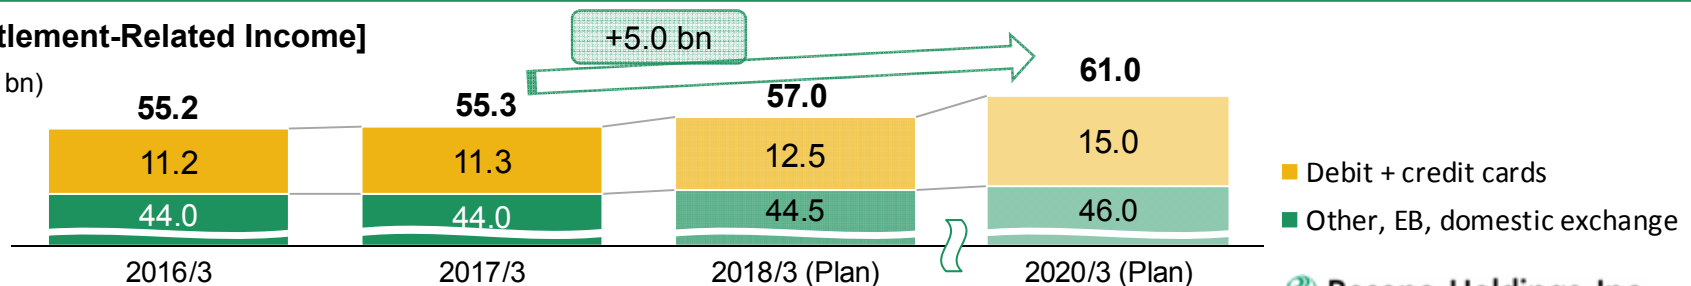 tlement-Related Income]
bn)
+5.0 bn
55.2
55.3
57.0
61.0
11.2
11.3
12.5
15.0
44.0
44.0
44.5
46.0
2016/3
2017/3
2018/3 (Plan)
2020/3 (Plan)
Debit + credit cards
Other, EB, domestic exchange